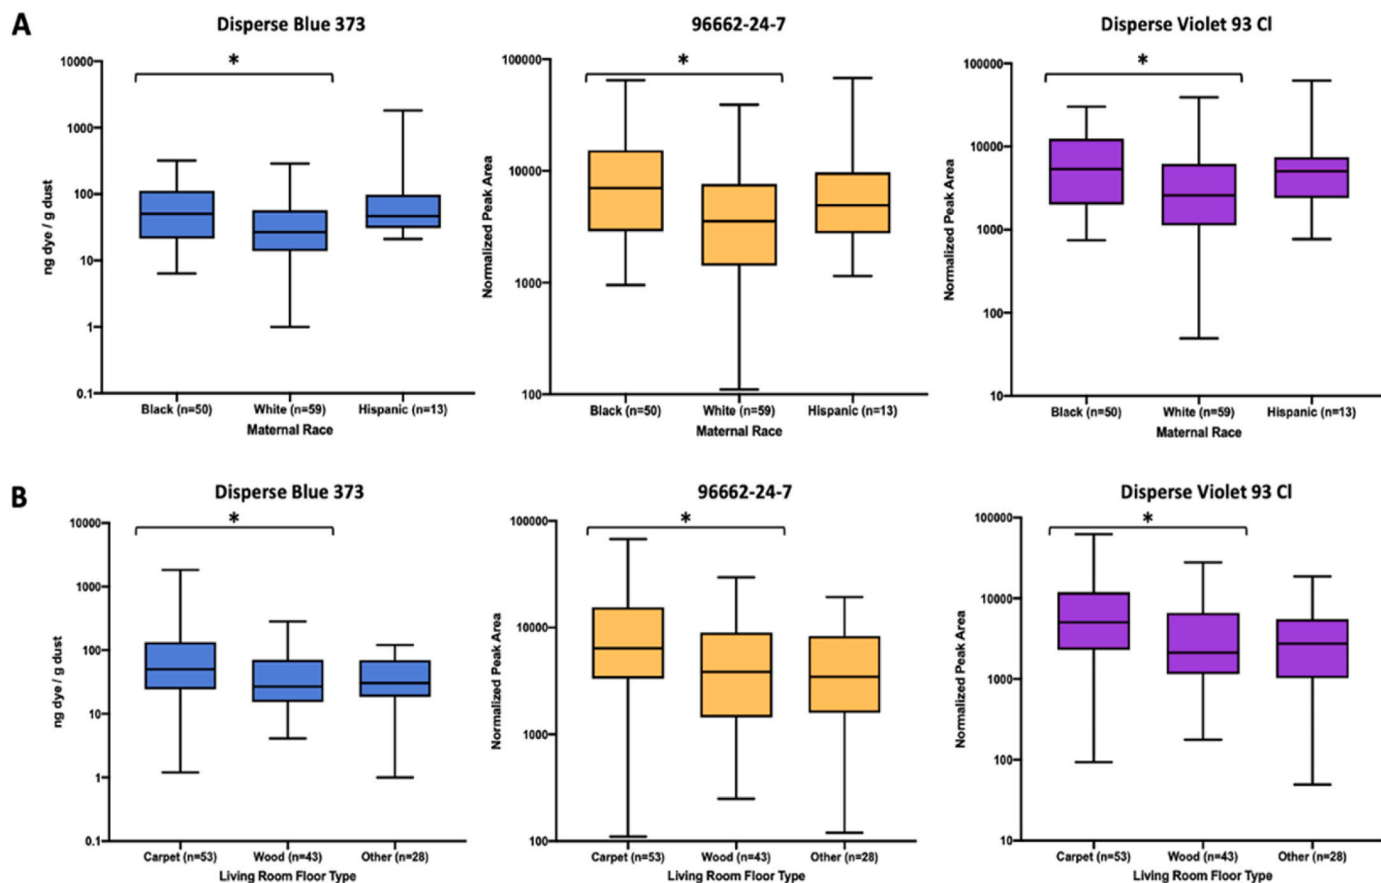 A
Disperse Blue 373
96662-24-7
Disperse Violet 93 Cl
*
*
*
ng dye / g dust
10000
1000
100
10
1
0.1
Black (n=50) White (n=59) Hispanic (n=13)
Maternal Race
Normalized Peak Area
100000
10000
1000
100
Black (n=50) White (n=59) Hispanic (n=13)
Maternal Race
Normalized Peak Area
100000
10000
1000
100
10
Black (n=50) White (n=59) Hispanic (n=13)
Maternal Race
B
Disperse Blue 373
96662-24-7
Disperse Violet 93 Cl
*
*
*
ng dye / g dust
10000
1000
100
10
1
0.1
Carpet (n=53) Wood (n=43) Other (n=28)
Living Room Floor Type
Normalized Peak Area
100000
10000
1000
100
Carpet (n=53) Wood (n=43) Other (n=28)
Living Room Floor Type
Normalized Peak Area
100000
10000
1000
100
10
Carpet (n=53) Wood (n=43) Other (n=28)
Living Room Floor Type